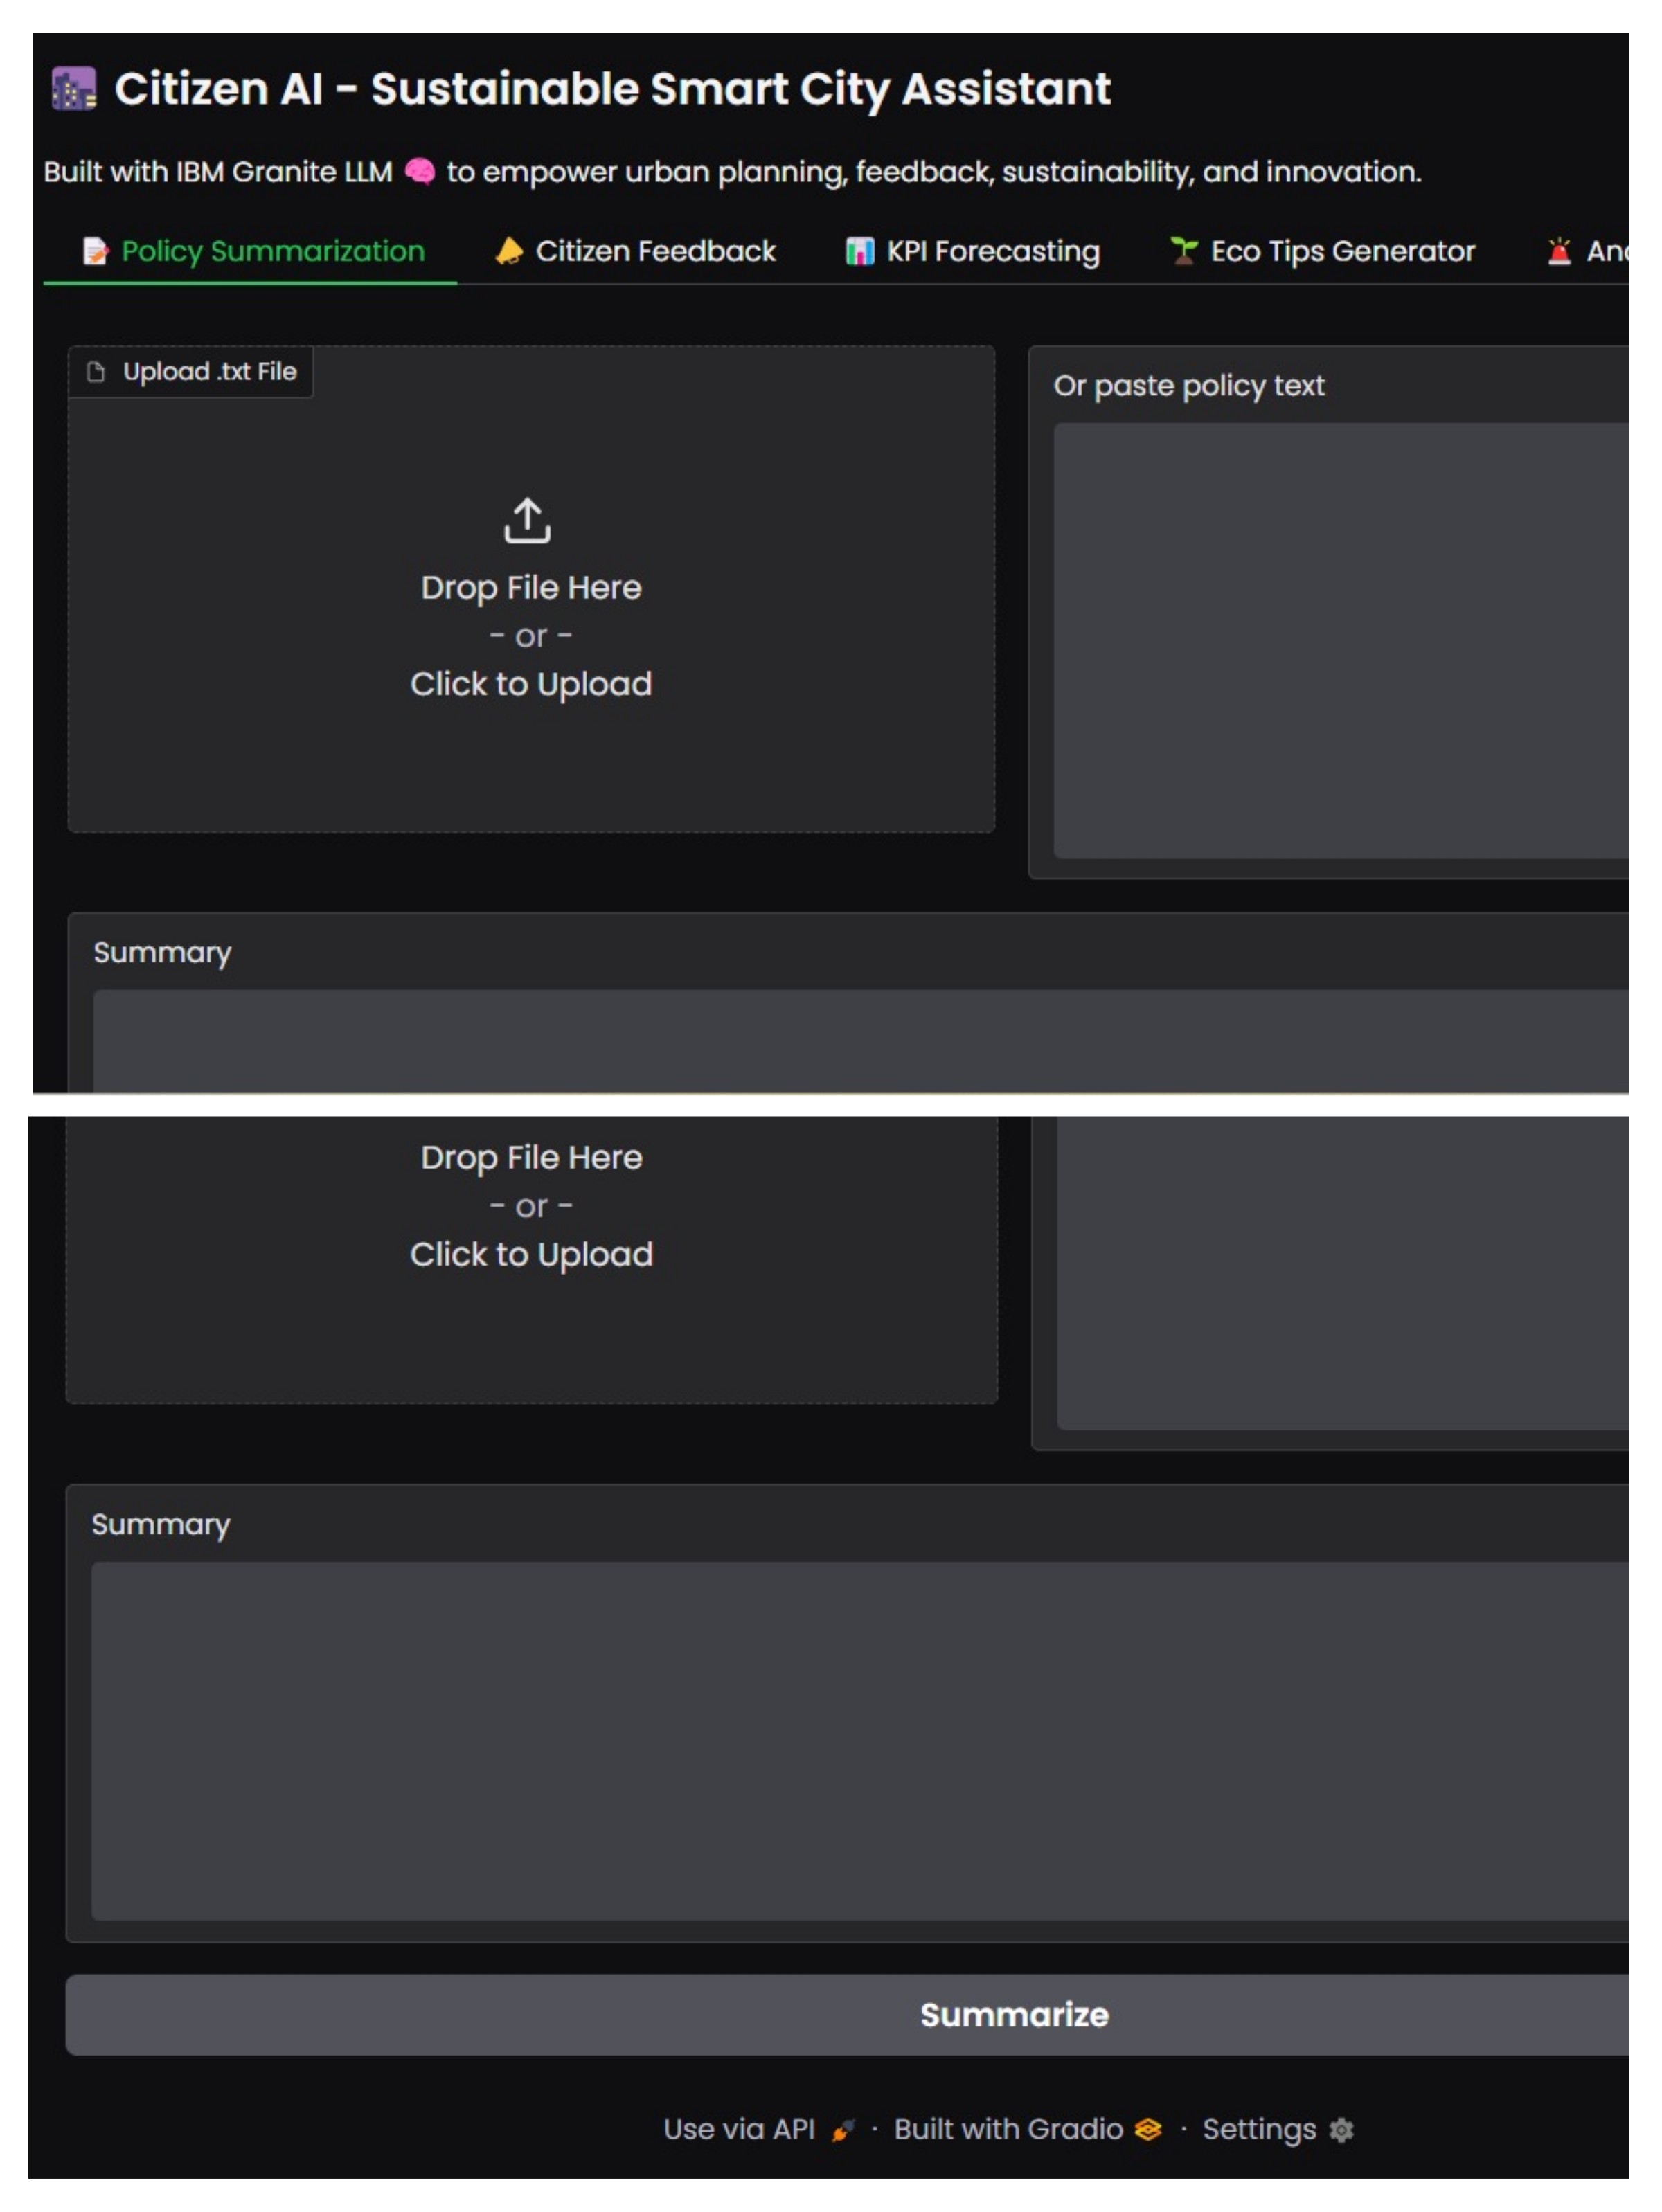 Citizen AI - Sustainable Smart City Assistant
Built with IBM Granite LLM 🧠 to empower urban planning, feedback, sustainability, and innovation.
Policy Summarization Citizen Feedback KPI Forecasting Eco Tips Generator
Upload .txt File
Or paste policy text
Drop File Here
- or -
Click to Upload
Summary
Drop File Here
- or -
Click to Upload
Summary
Summarize
Use via API · Built with Gradio · Settings